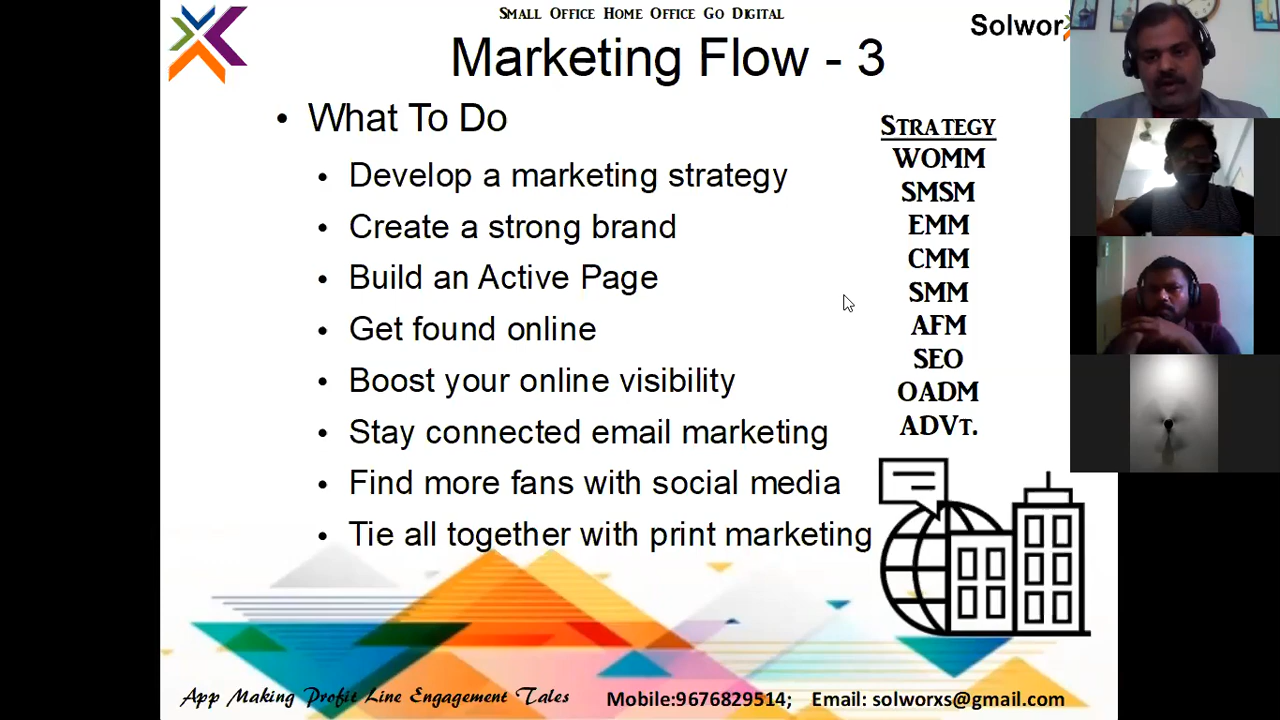 Small Office Home Office Go Digital
Solworx
Marketing Flow - 3
• What To Do
• Develop a marketing strategy
• Create a strong brand
• Build an Active Page
• Get found online
• Boost your online visibility
• Stay connected email marketing
• Find more fans with social media
• Tie all together with print marketing
Strategy
WOMM
SMSM
EMM
CMM
SMM
AFM
SEO
OADM
ADVt.
App Making Profit Line Engagement Tales
Mobile:9676829514; Email: solworxs@gmail.com